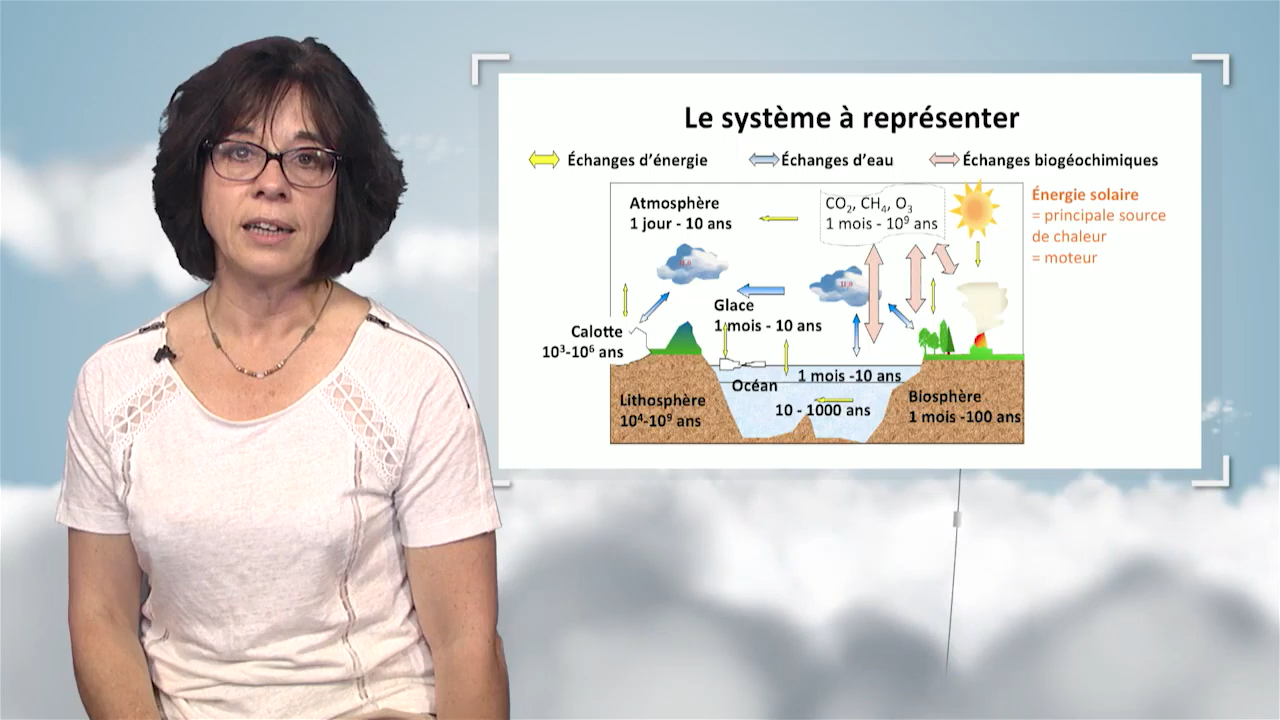 Le système à représenter
Échanges d'énergie
Échanges d'eau
Échanges biogéochimiques
Atmosphère
1 jour - 10 ans
CO₂, CH₄, O₃
1 mois - 10⁹ ans
Énergie solaire
= principale source
de chaleur
= moteur
H₂0
H₂0
Glace
1 mois - 10 ans
Calotte
10³-10⁶ ans
1 mois -10 ans
Océan
10 - 1000 ans
Lithosphère
10⁴-10⁹ ans
Biosphère
1 mois -100 ans